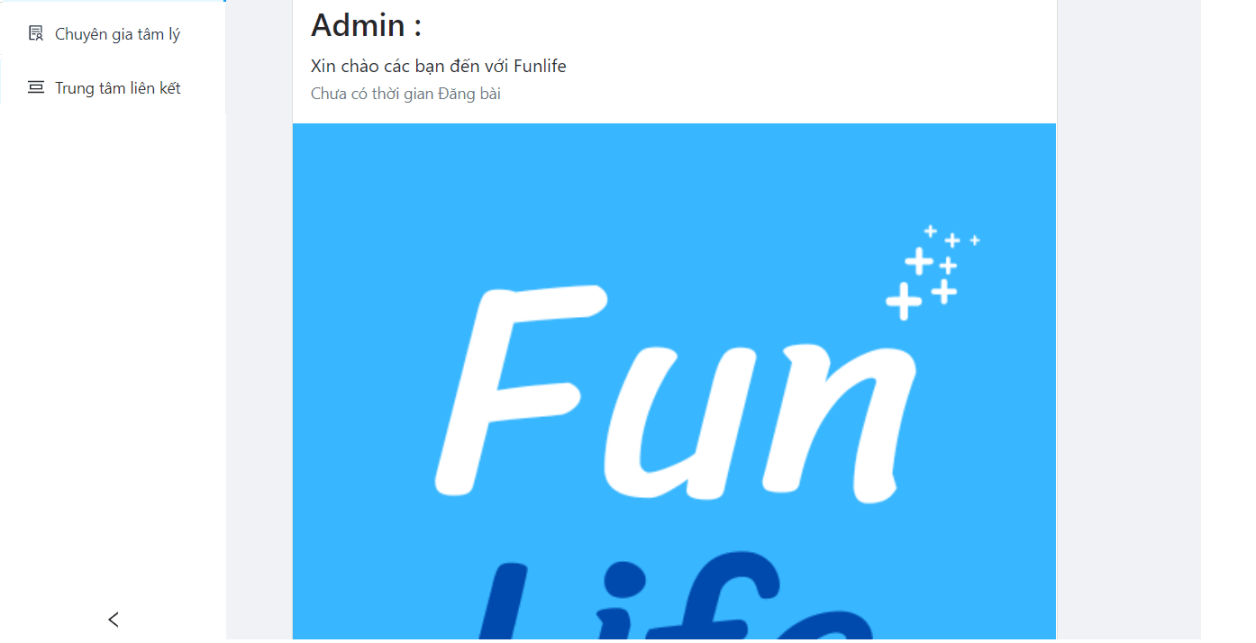 Chuyên gia tâm lý
Trung tâm liên kết
Admin :
Xin chào các bạn đến với Funlife
Chưa có thời gian Đăng bài
Fun
Life